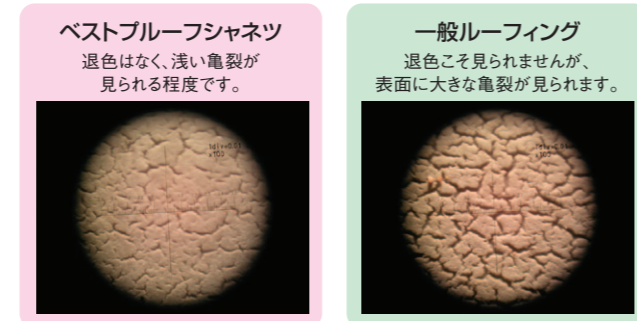 ベストプルーフシャネツ
退色はなく、浅い亀裂が
見られる程度です。
一般ルーフィング
退色こそ見られませんが、
表面に大きな亀裂が見られます。
x100
x100